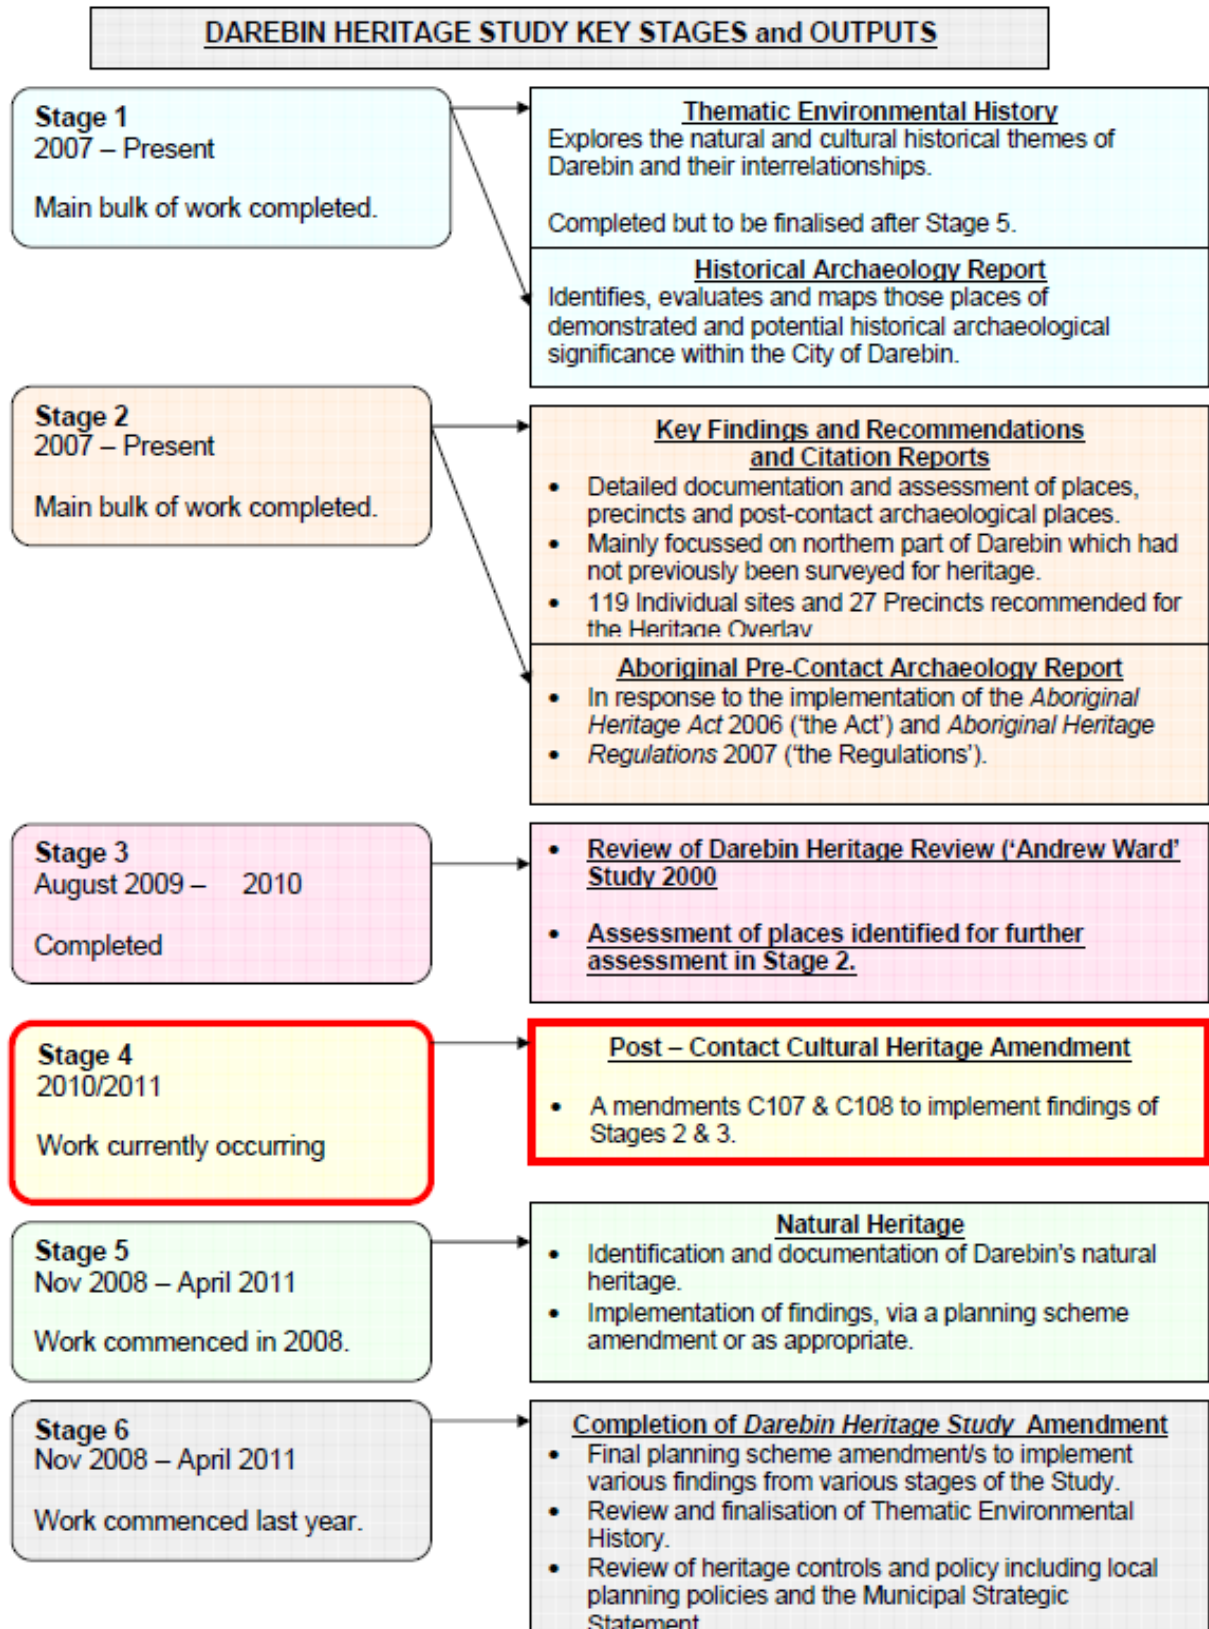 DAREBIN HERITAGE STUDY KEY STAGES and OUTPUTS
Stage 1
2007 – Present
Main bulk of work completed.
Thematic Environmental History
Explores the natural and cultural historical themes of
Darebin and their interrelationships.
Completed but to be finalised after Stage 5.
Historical Archaeology Report
Identifies, evaluates and maps those places of
demonstrated and potential historical archaeological
significance within the City of Darebin.
Stage 2
2007 – Present
Main bulk of work completed.
Key Findings and Recommendations
and Citation Reports
• Detailed documentation and assessment of places,
precincts and post-contact archaeological places.
• Mainly focussed on northern part of Darebin which had
not previously been surveyed for heritage.
• 119 Individual sites and 27 Precincts recommended for
the Heritage Overlay
Aboriginal Pre-Contact Archaeology Report
• In response to the implementation of the Aboriginal
Heritage Act 2006 ('the Act') and Aboriginal Heritage
• Regulations 2007 ('the Regulations').
Stage 3
August 2009 – 2010
Completed
• Review of Darebin Heritage Review ('Andrew Ward'
Study 2000
• Assessment of places identified for further
assessment in Stage 2.
Stage 4
2010/2011
Work currently occurring
Post – Contact Cultural Heritage Amendment
• A mendments C107 & C108 to implement findings of
Stages 2 & 3.
Stage 5
Nov 2008 – April 2011
Work commenced in 2008.
Natural Heritage
• Identification and documentation of Darebin's natural
heritage.
• Implementation of findings, via a planning scheme
amendment or as appropriate.
Stage 6
Nov 2008 – April 2011
Work commenced last year.
Completion of Darebin Heritage Study Amendment
• Final planning scheme amendment/s to implement
various findings from various stages of the Study.
• Review and finalisation of Thematic Environmental
History.
• Review of heritage controls and policy including local
planning policies and the Municipal Strategic
Statement